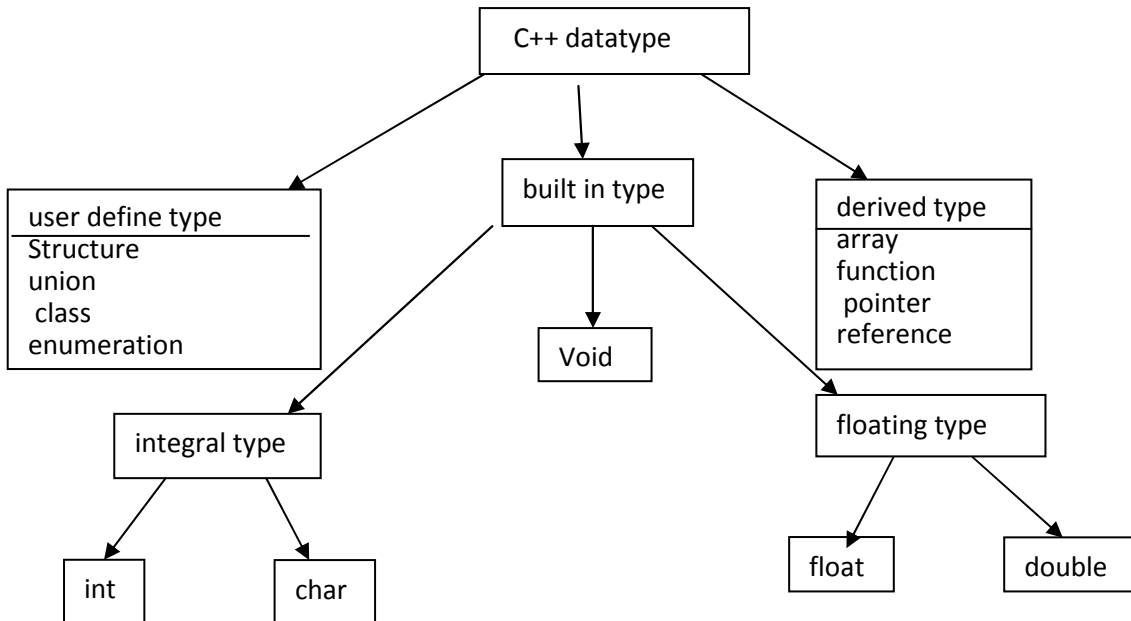 C++ datatype
user define type
Structure
union
class
enumeration
built in type
derived type
array
function
pointer
reference
Void
integral type
floating type
int
char
float
double